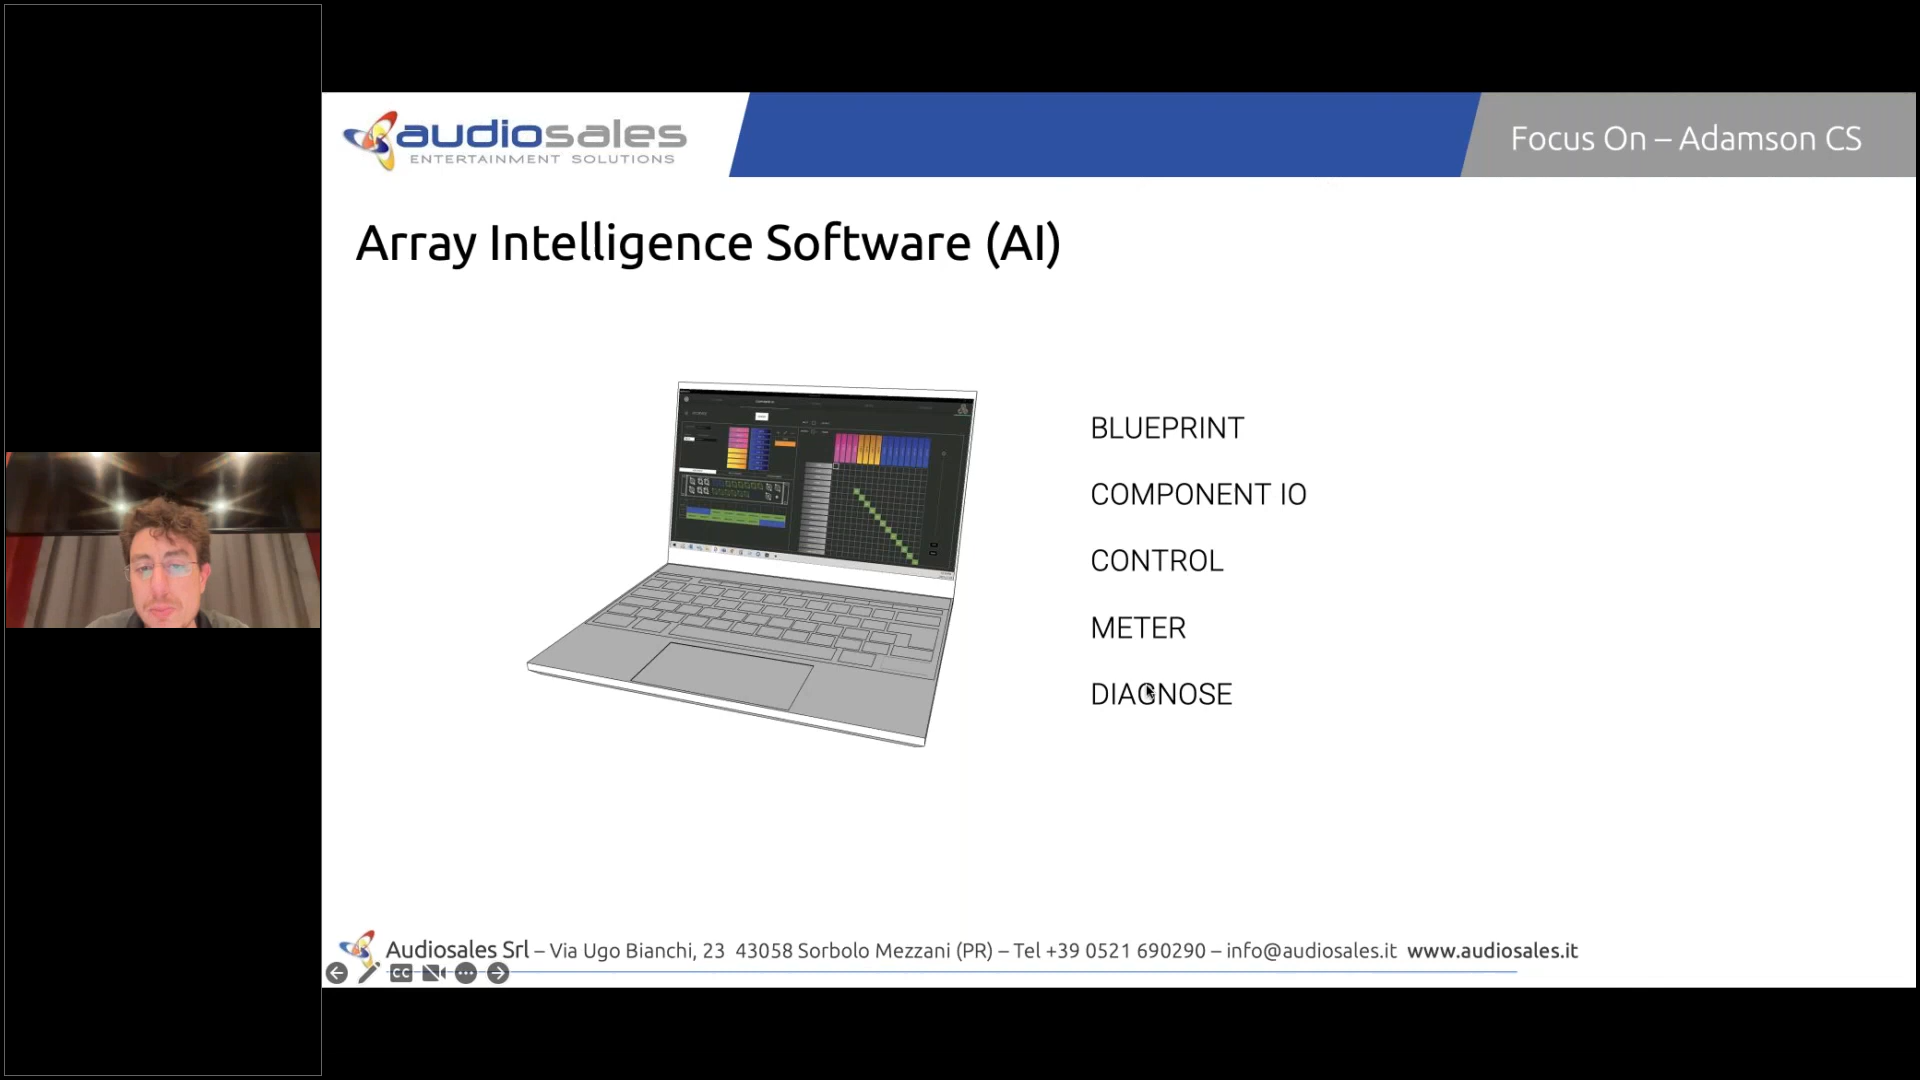 audiosales
ENTERTAINMENT SOLUTIONS
Focus On – Adamson CS
Array Intelligence Software (AI)
BLUEPRINT
COMPONENT IO
CONTROL
METER
DIAGNOSE
Audiosales Srl – Via Ugo Bianchi, 23 43058 Sorbolo Mezzani (PR) – Tel +39 0521 690290 – info@audiosales.it www.audiosales.it
CC